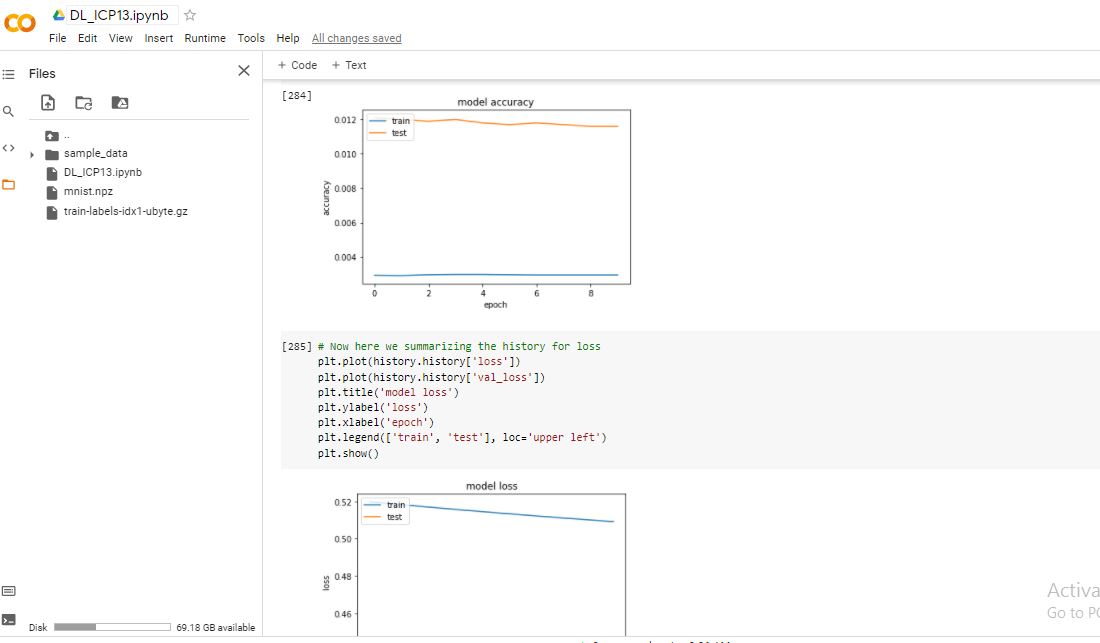 DL_ICP13.ipynb
File Edit View Insert Runtime Tools Help All changes saved
Files
+ Code + Text
..
sample_data
DL_ICP13.ipynb
mnist.npz
train-labels-idx1-ubyte.gz
[284]
model accuracy
train
test
0.012
0.010
0.008
0.006
0.004
accuracy
0 2 4 6 8
epoch
[285] # Now here we summarizing the history for loss
plt.plot(history.history['loss'])
plt.plot(history.history['val_loss'])
plt.title('model loss')
plt.ylabel('loss')
plt.xlabel('epoch')
plt.legend(['train', 'test'], loc='upper left')
plt.show()
model loss
train
test
0.52
0.50
0.48
0.46
loss
Activa
Go to PC
Disk 69.18 GB available